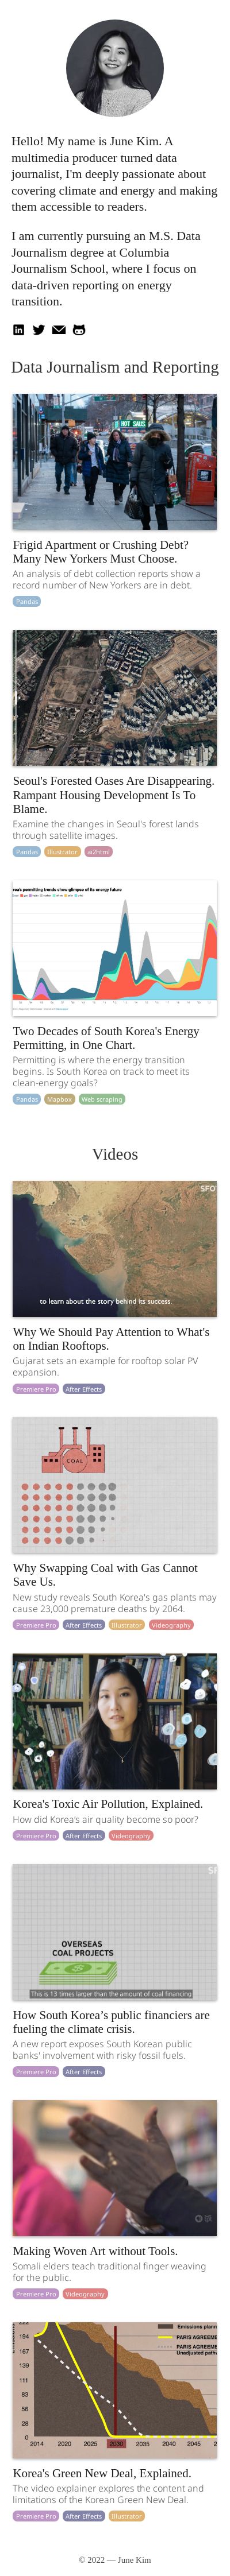 Hello! My name is June Kim. A
multimedia producer turned data
journalist, I'm deeply passionate about
covering climate and energy and making
them accessible to readers.
I am currently pursuing an M.S. Data
Journalism degree at Columbia
Journalism School, where I focus on
data-driven reporting on energy
transition.
Data Journalism and Reporting
HOT SUDS
Frigid Apartment or Crushing Debt?
Many New Yorkers Must Choose.
An analysis of debt collection reports show a
record number of New Yorkers are in debt.
Pandas
Seoul's Forested Oases Are Disappearing.
Rampant Housing Development Is To
Blame.
Examine the changes in Seoul's forest lands
through satellite images.
Pandas Illustrator ai2html
permitting trends show glimpse of its energy future
Two Decades of South Korea's Energy
Permitting, in One Chart.
Permitting is where the energy transition
begins. Is South Korea on track to meet its
clean-energy goals?
Pandas Mapbox Web scraping
Videos
SFO
to learn about the story behind its success.
Why We Should Pay Attention to What's
on Indian Rooftops.
Gujarat sets an example for rooftop solar PV
expansion.
Premiere Pro After Effects
COAL
Why Swapping Coal with Gas Cannot
Save Us.
New study reveals South Korea's gas plants may
cause 23,000 premature deaths by 2064.
Premiere Pro After Effects Illustrator Videography
Korea's Toxic Air Pollution, Explained.
How did Korea's air quality become so poor?
Premiere Pro After Effects Videography
OVERSEAS
COAL PROJECTS
This is 13 times larger than the amount of coal financing
How South Korea’s public financiers are
fueling the climate crisis.
A new report exposes South Korean public
banks' involvement with risky fossil fuels.
Premiere Pro After Effects
Making Woven Art without Tools.
Somali elders teach traditional finger weaving
for the public.
Premiere Pro Videography
Emissions plann
PARIS AGREEME
PARIS AGREEME
Unadjusted path
194
167
139
111
83
56
28
0
2014 2020 2025 2030 2035 2040 2045
Korea's Green New Deal, Explained.
The video explainer explores the content and
limitations of the Korean Green New Deal.
Premiere Pro After Effects Illustrator
© 2022 — June Kim